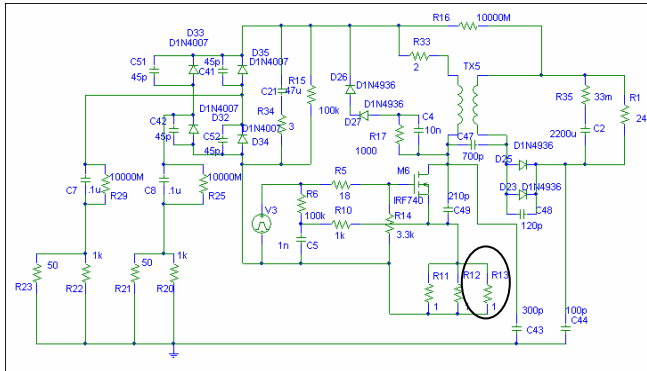 D33
D1N4007
R16
10000M
C51
45p
45p
C41
D35
D1N4007
R33
2
TX5
D26
D1N4936
C21
47u
R15
100k
D1N4936
D27
C4
10n
R17
1000
R35
33m
R1
24
C2
2200u
C42
45p
D1N4007
D32
C52
45p
D1N4007
D34
R34
3
C47
700p
D1N4936
D25
D23
D1N4936
C48
120p
10000M
C7
.1u
R29
10000M
C8
.1u
R25
R5
18
M6
IRF740
R6
100k
V3
R10
1k
R14
3.3k
1n
C5
210p
C49
50
1k
50
1k
R23
R22
R21
R20
R11
1
R12
1
R13
1
300p
C43
100p
C44